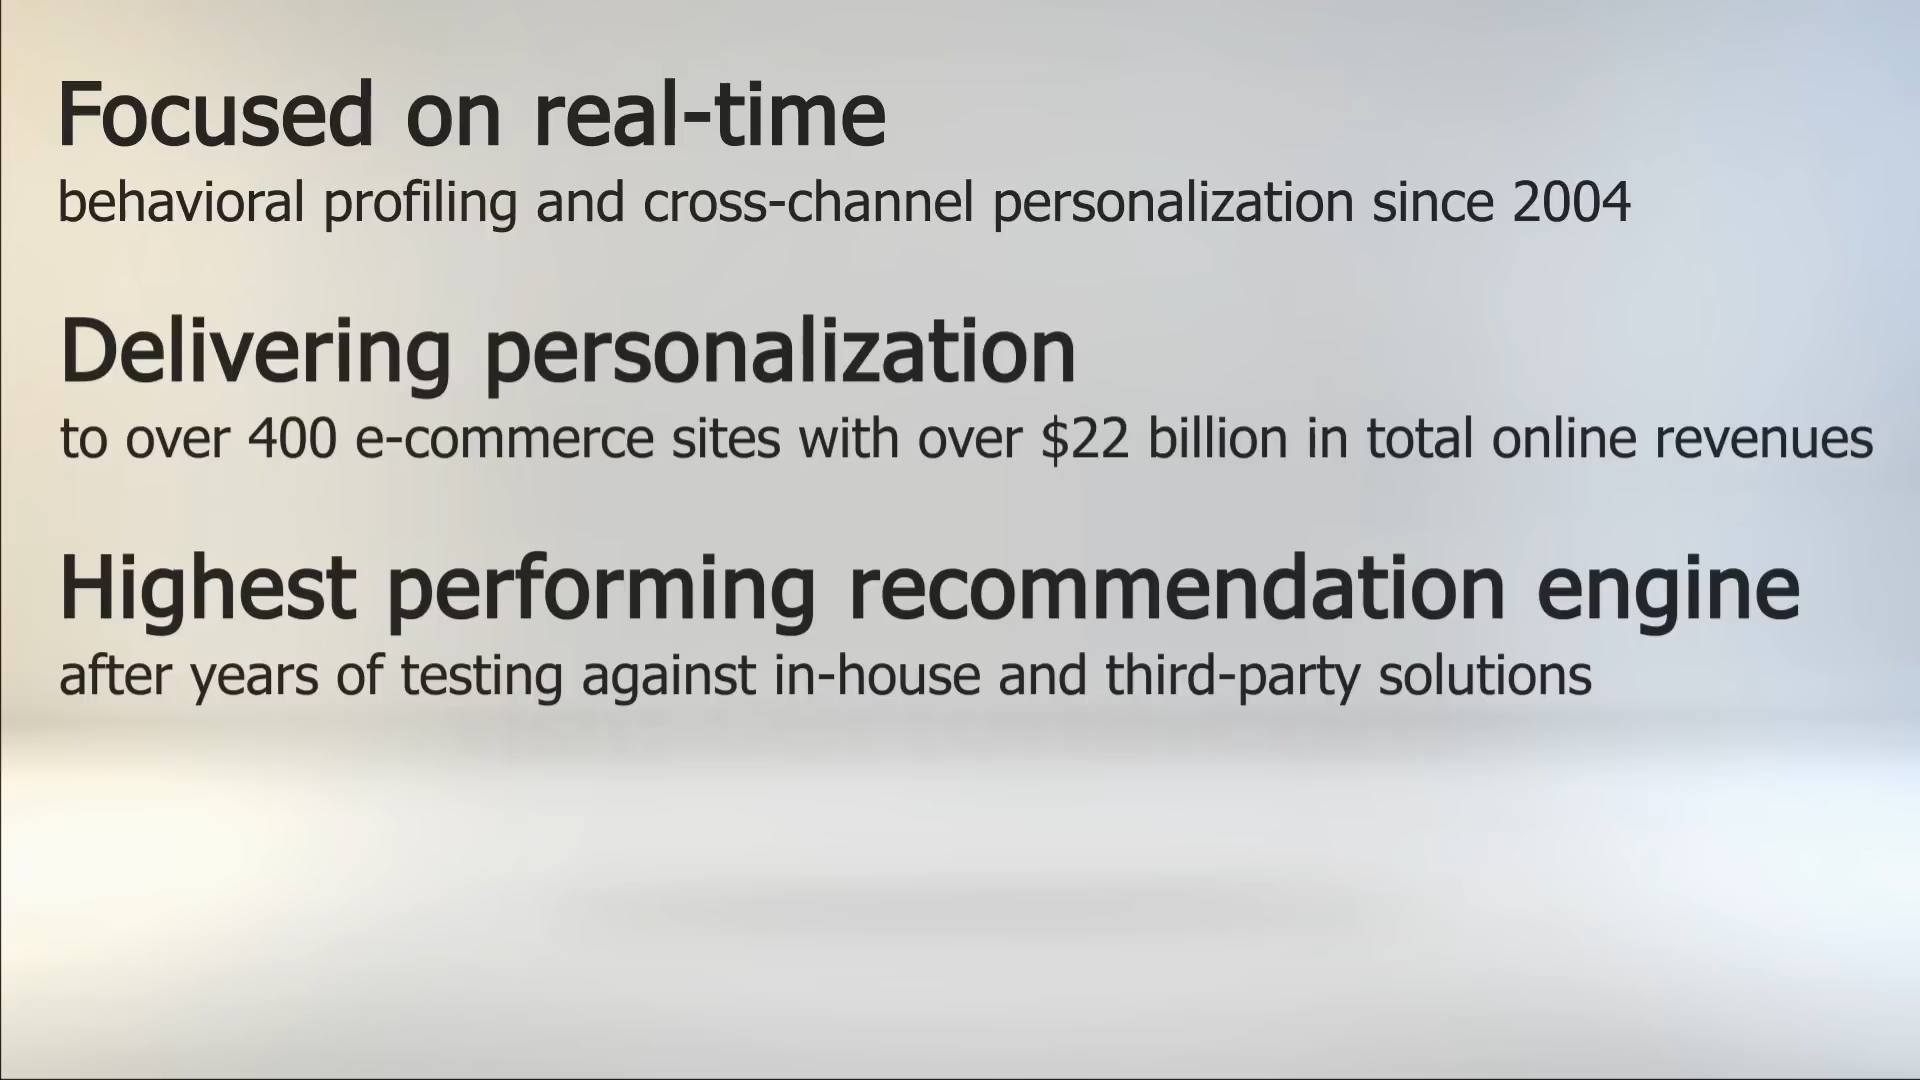 Focused on real-time
behavioral profiling and cross-channel personalization since 2004
Delivering personalization
to over 400 e-commerce sites with over $22 billion in total online revenues
Highest performing recommendation engine
after years of testing against in-house and third-party solutions